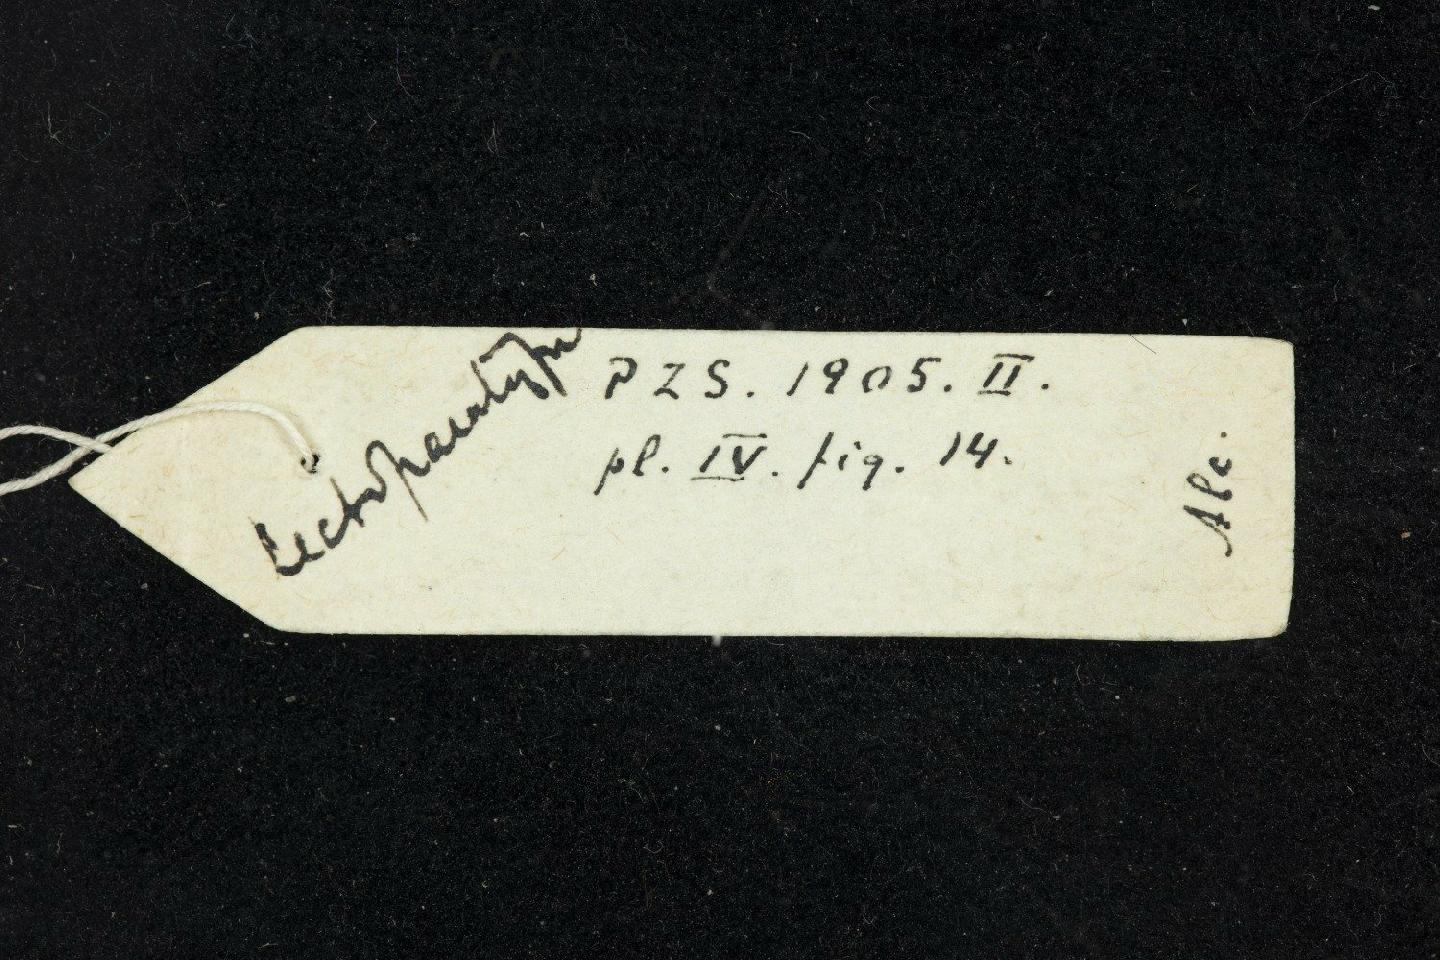 Lectoparatype
PZS. 1905. II.
pl. IV. fig. 14.
Alc.